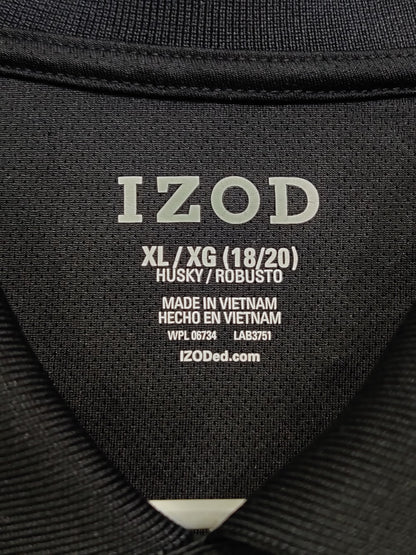 IZOD
XL / XG (18/20)
HUSKY / ROBUSTO
MADE IN VIETNAM
HECHO EN VIETNAM
WPL 06734 LAB3751
IZODed.com